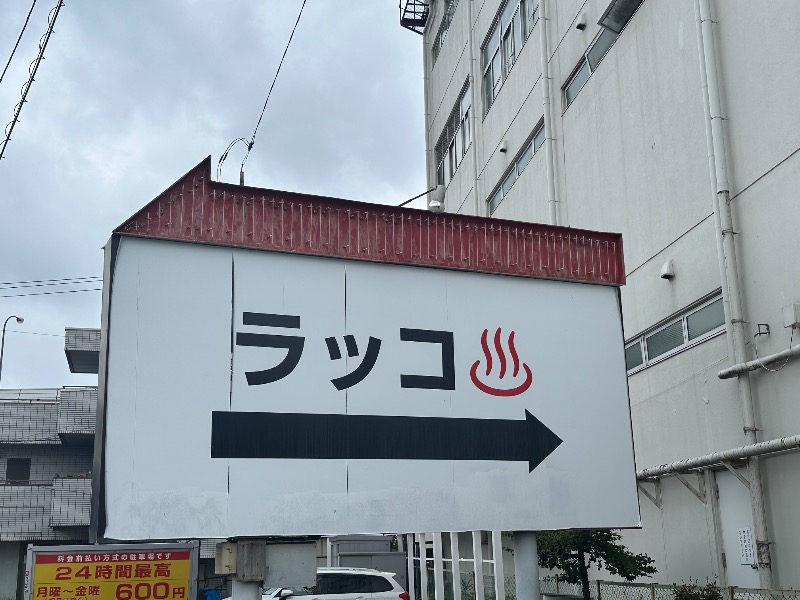 ラッコ♨
料金前払い方式の駐車場です
24時間最高
月曜～金曜 600円